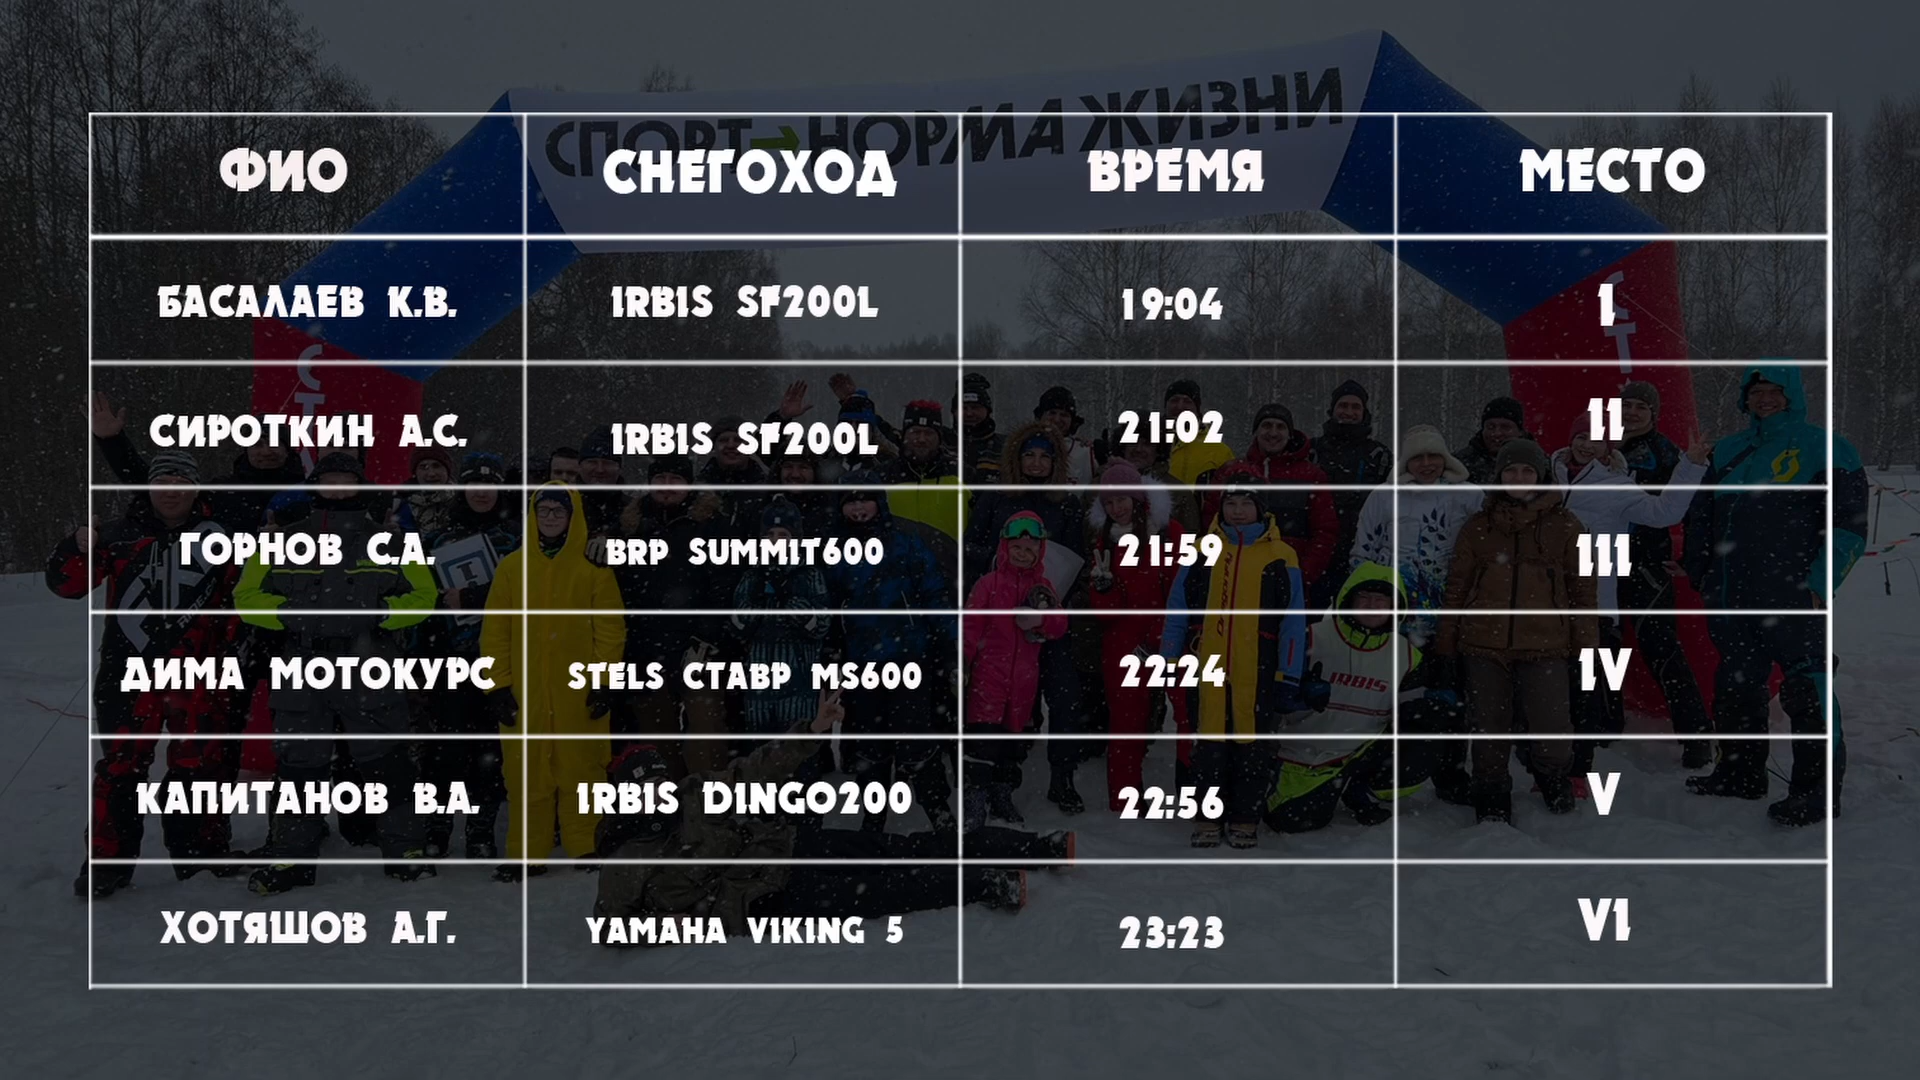 СПОРТ НОРМА ЖИЗНИ
ФИО СНЕГОХОД ВРЕМЯ МЕСТО
БАСАЛАЕВ К.В. IRBIS SF200L 19:04 I
СИРОТКИН А.С. IRBIS SF200L 21:02 II
ГОРНОВ С.А. BRP SUMMIT600 21:59 III
ДИМА МОТОКУРС STELS СТАВР MS600 22:24 IV
IRBIS
КАПИТАНОВ В.А. IRBIS DINGO200 22:56 V
ХОТЯШОВ А.Г. YAMAHA VIKING 5 23:23 VI